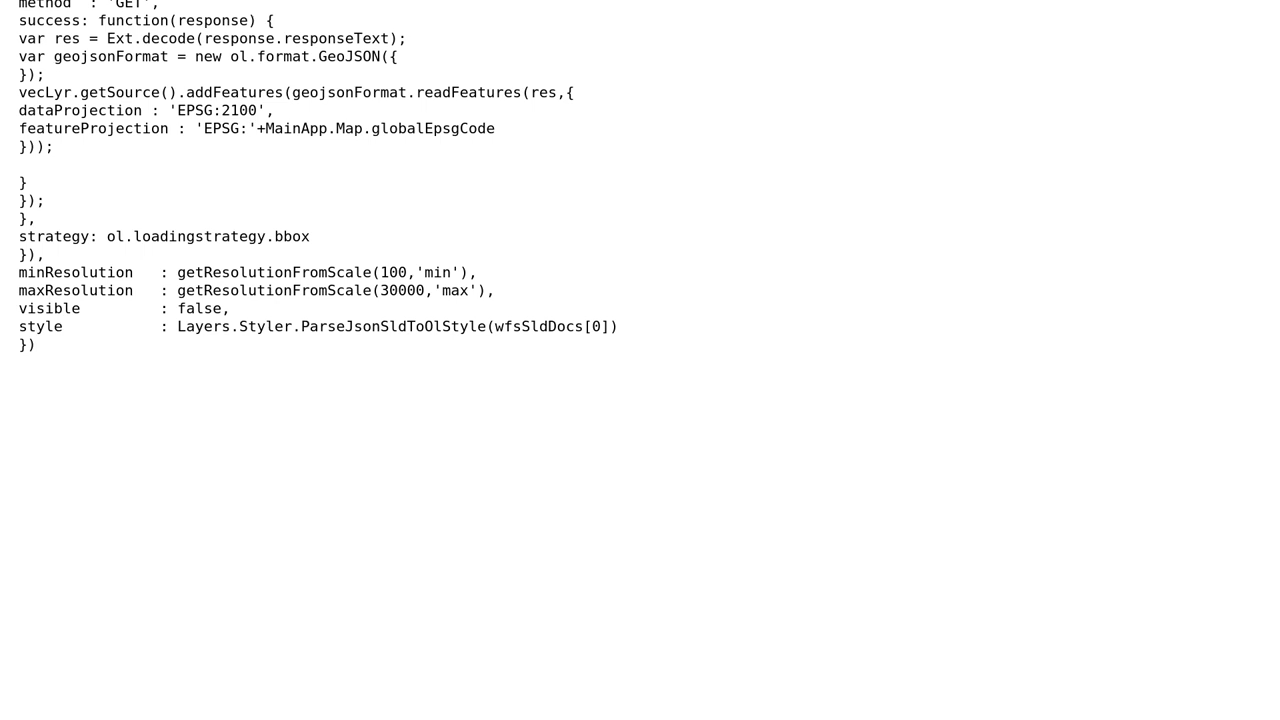 method  : 'GET',
success: function(response) {
var res = Ext.decode(response.responseText);
var geojsonFormat = new ol.format.GeoJSON({
});
vecLyr.getSource().addFeatures(geojsonFormat.readFeatures(res,{
dataProjection : 'EPSG:2100',
featureProjection : 'EPSG:'+MainApp.Map.globalEpsgCode
}));

}
});
},
strategy: ol.loadingstrategy.bbox
}),
minResolution   : getResolutionFromScale(100,'min'),
maxResolution   : getResolutionFromScale(30000,'max'),
visible         : false,
style           : Layers.Styler.ParseJsonSldToOlStyle(wfsSldDocs[0])
})